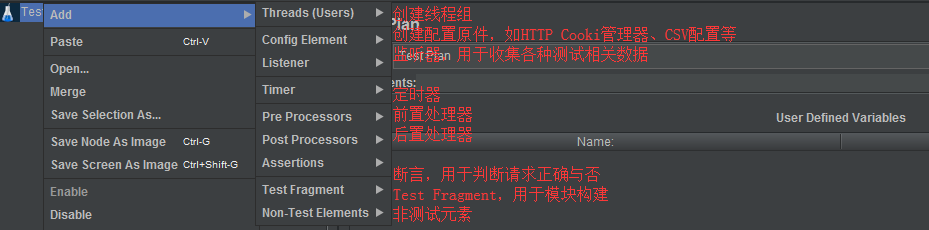 Test
Add
Paste Ctrl-V
Open...
Merge
Save Selection As...
Save Node As Image Ctrl-G
Save Screen As Image Ctrl+Shift-G
Enable
Disable
Threads (Users)
Config Element
Listener
Timer
Pre Processors
Post Processors
Assertions
Test Fragment
Non-Test Elements
Plan
创建线程组
创建配置原件，如HTTP Cooki管理器、CSV配置等
Test Plan
监听器，用于收集各种测试相关数据
ents:
定时器
前置处理器
后置处理器
User Defined Variables
Name:
断言，用于判断请求正确与否
Test Fragment，用于模块构建
非测试元素